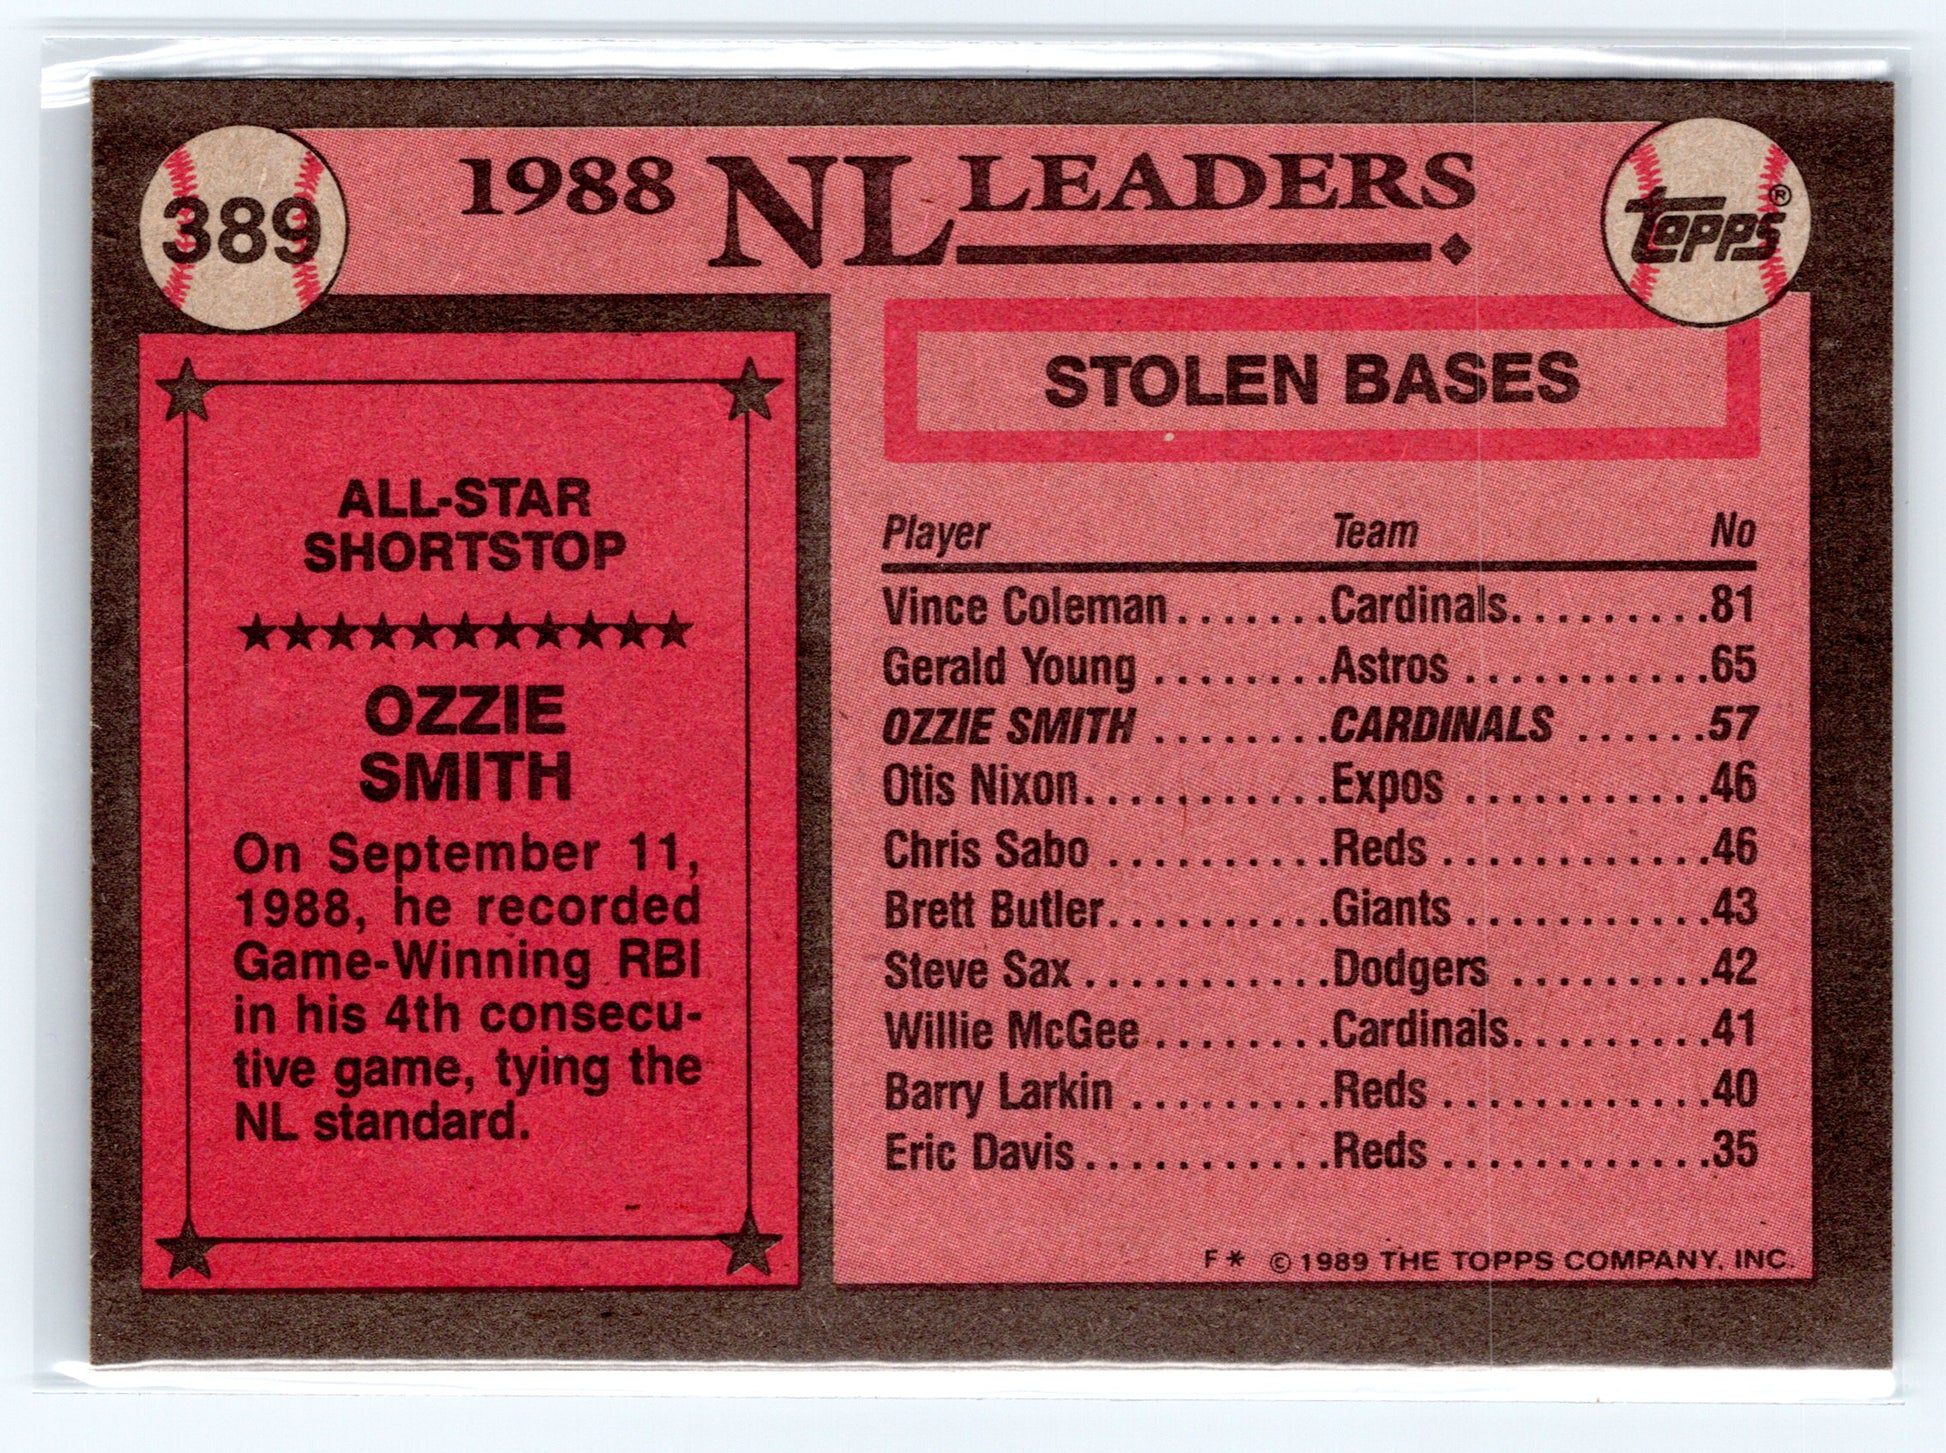 389
1988 NL LEADERS
TOPPS®
ALL-STAR
SHORTSTOP
OZZIE
SMITH
On September 11,
1988, he recorded
Game-Winning RBI
in his 4th consecu-
tive game, tying the
NL standard.
STOLEN BASES
Player Team No
Vince Coleman.......Cardinals.........81
Gerald Young ........Astros ...........65
OZZIE SMITH ........CARDINALS ......57
Otis Nixon...........Expos ...........46
Chris Sabo ..........Reds ............46
Brett Butler..........Giants ...........43
Steve Sax...........Dodgers .........42
Willie McGee........Cardinals.........41
Barry Larkin .........Reds ............40
Eric Davis...........Reds ............35
F* © 1989 THE TOPPS COMPANY, INC.